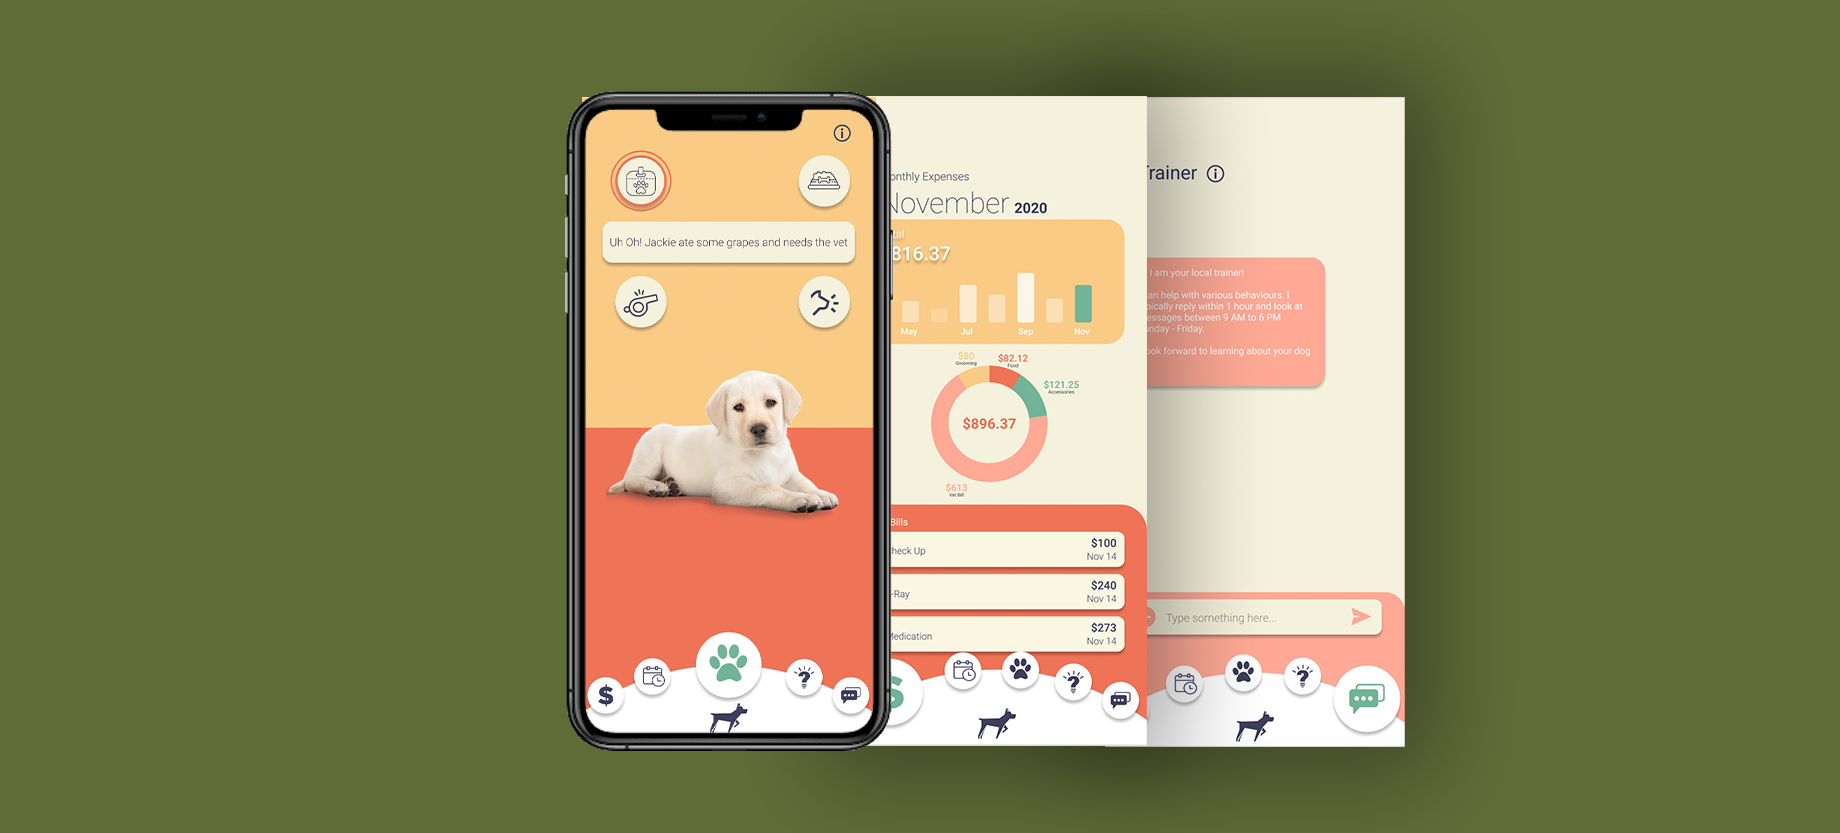 Uh Oh! Jackie ate some grapes and needs the vet
$
?
onthly Expenses
November 2020
al
816.37
May
Jul
Sep
Nov
$80
Grooming
$82.12
Food
$121.25
Accessories
$896.37
$613
Vet Bill
Bills
heck Up
$100
Nov 14
-Ray
$240
Nov 14
Medication
$273
Nov 14
$
?
rainer
I am your local trainer!
an help with various behaviours. I
pically reply within 1 hour and look at
essages between 9 AM to 6 PM
nday - Friday.
ook forward to learning about your dog
Type something here...
?